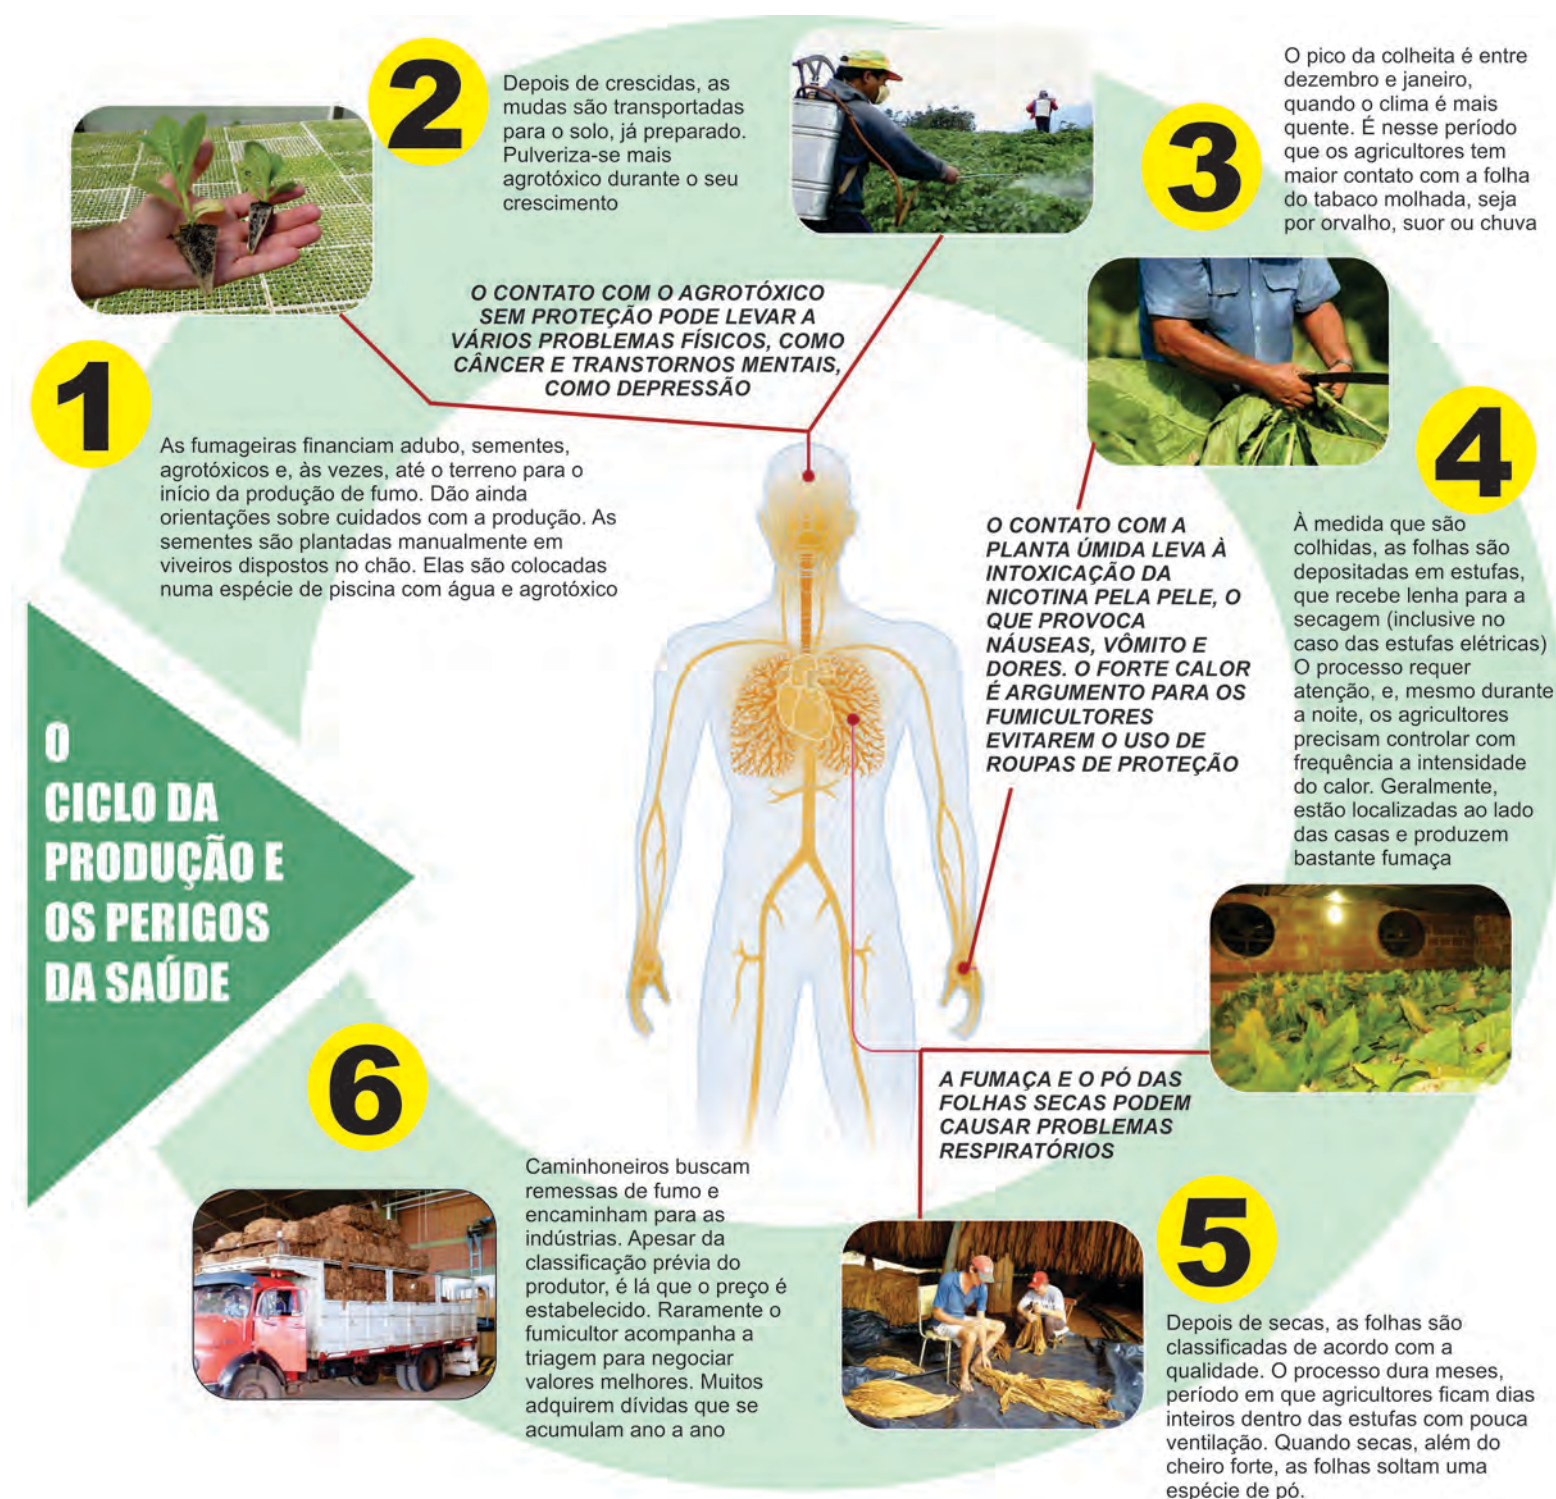 O
CICLO DA
PRODUÇÃO E
OS PERIGOS
DA SAÚDE
1
As fumageiras financiam adubo, sementes,
agrotóxicos e, às vezes, até o terreno para o
início da produção de fumo. Dão ainda
orientações sobre cuidados com a produção. As
sementes são plantadas manualmente em
viveiros dispostos no chão. Elas são colocadas
numa espécie de piscina com água e agrotóxico
2
Depois de crescidas, as
mudas são transportadas
para o solo, já preparado.
Pulveriza-se mais
agrotóxico durante o seu
crescimento
O CONTATO COM O AGROTÓXICO
SEM PROTEÇÃO PODE LEVAR A
VÁRIOS PROBLEMAS FÍSICOS, COMO
CÂNCER E TRANSTORNOS MENTAIS,
COMO DEPRESSÃO
3
O pico da colheita é entre
dezembro e janeiro,
quando o clima é mais
quente. É nesse período
que os agricultores tem
maior contato com a folha
do tabaco molhada, seja
por orvalho, suor ou chuva
O CONTATO COM A
PLANTA ÚMIDA LEVA À
INTOXICAÇÃO DA
NICOTINA PELA PELE, O
QUE PROVOCA
NÁUSEAS, VÔMITO E
DORES. O FORTE CALOR
É ARGUMENTO PARA OS
FUMICULTORES
EVITAREM O USO DE
ROUPAS DE PROTEÇÃO
4
À medida que são
colhidas, as folhas são
depositadas em estufas,
que recebe lenha para a
secagem (inclusive no
caso das estufas elétricas)
O processo requer
atenção, e, mesmo durante
a noite, os agricultores
precisam controlar com
frequência a intensidade
do calor. Geralmente,
estão localizadas ao lado
das casas e produzem
bastante fumaça
A FUMAÇA E O PÓ DAS
FOLHAS SECAS PODEM
CAUSAR PROBLEMAS
RESPIRATÓRIOS
5
Depois de secas, as folhas são
classificadas de acordo com a
qualidade. O processo dura meses,
período em que agricultores ficam dias
inteiros dentro das estufas com pouca
ventilação. Quando secas, além do
cheiro forte, as folhas soltam uma
espécie de pó.
6
Caminhoneiros buscam
remessas de fumo e
encaminham para as
indústrias. Apesar da
classificação prévia do
produtor, é lá que o preço é
estabelecido. Raramente o
fumicultor acompanha a
triagem para negociar
valores melhores. Muitos
adquirem dívidas que se
acumulam ano a ano